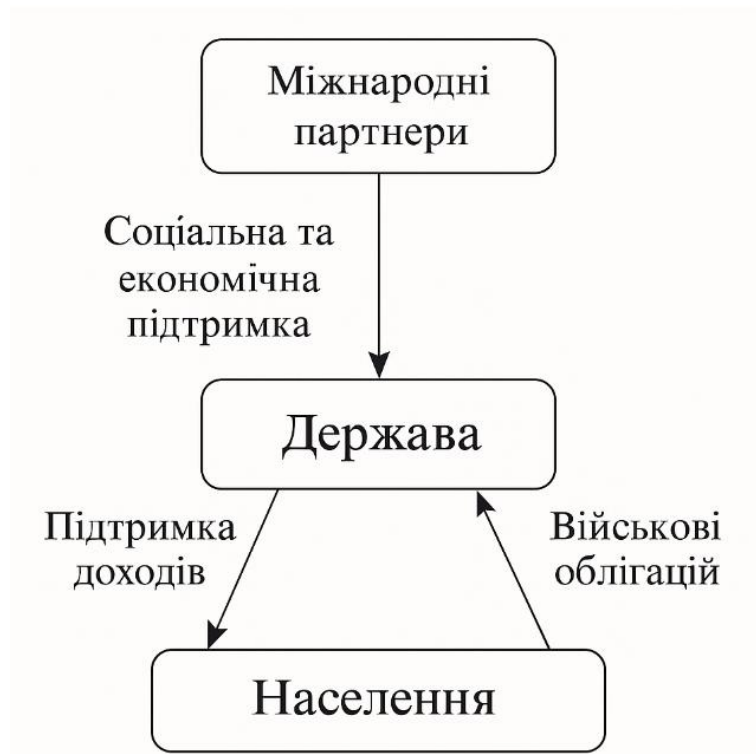 Міжнародні
партнери
Соціальна та
економічна
підтримка
Держава
Підтримка
доходів
Військові
облігацій
Населення